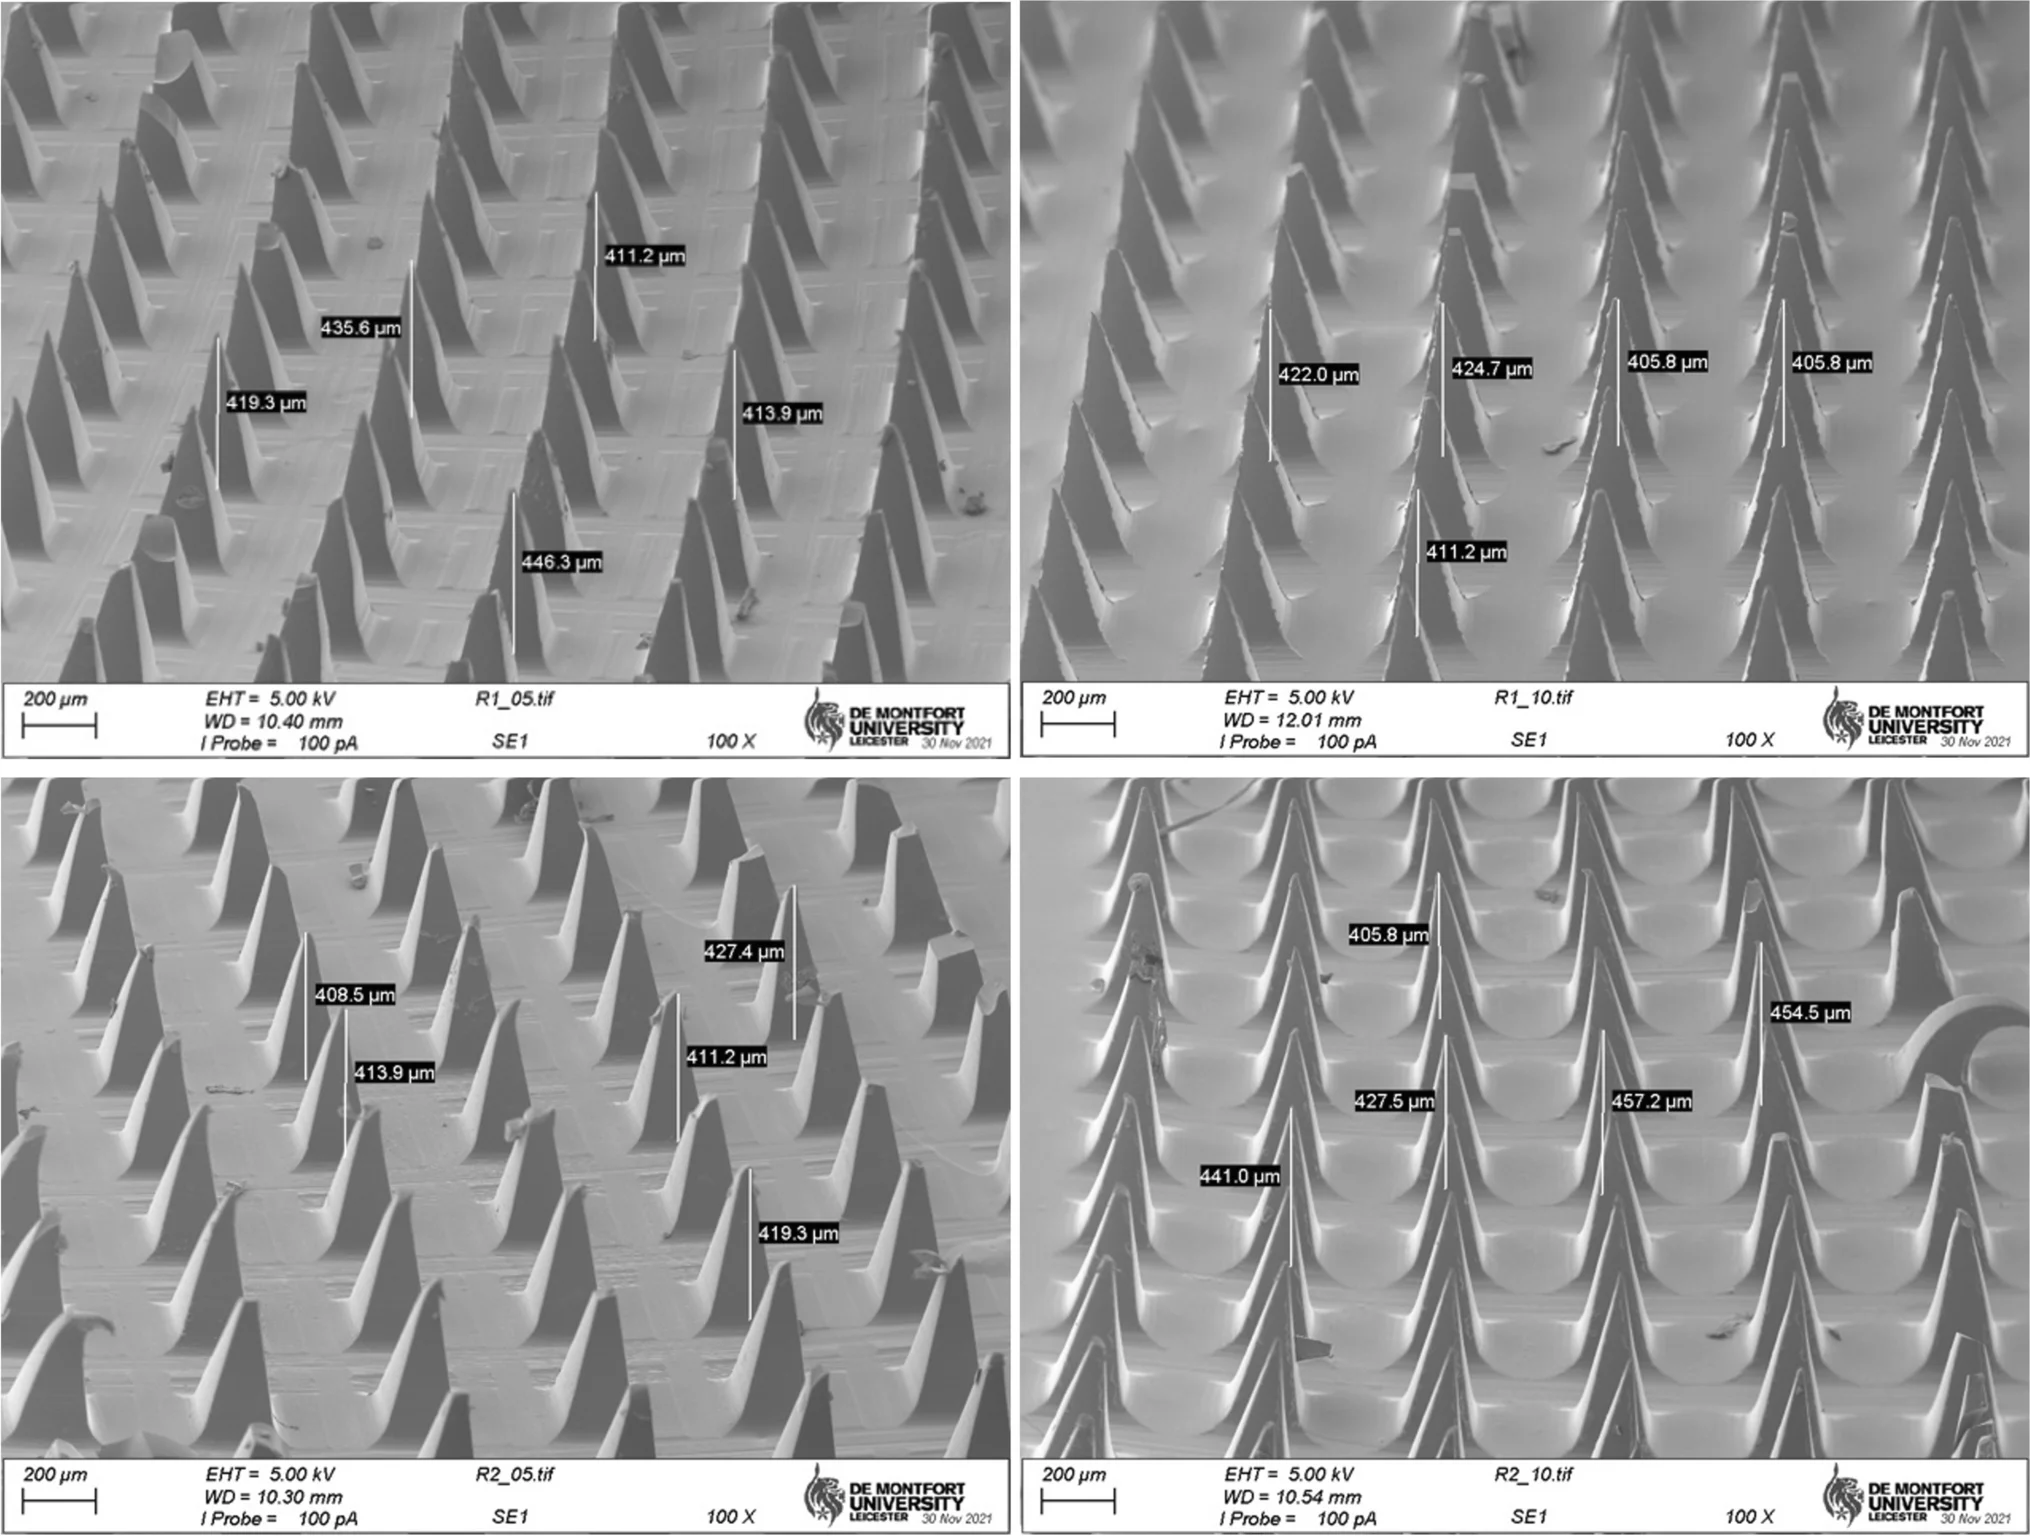 411.2 µm
435.6 µm
419.3 µm
413.9 µm
446.3 µm
200 µm
EHT = 5.00 kV
R1_05.tif
WD = 10.40 mm
I Probe = 100 pA
SE1
100 X
DE MONTFORT
UNIVERSITY
LEICESTER
30 Nov 2021
422.0 µm
424.7 µm
405.8 µm
405.8 µm
411.2 µm
200 µm
EHT = 5.00 kV
R1_10.tif
WD = 12.01 mm
I Probe = 100 pA
SE1
100 X
DE MONTFORT
UNIVERSITY
LEICESTER
30 Nov 2021
427.4 µm
408.5 µm
411.2 µm
413.9 µm
419.3 µm
200 µm
EHT = 5.00 kV
R2_05.tif
WD = 10.30 mm
I Probe = 100 pA
SE1
100 X
DE MONTFORT
UNIVERSITY
LEICESTER
30 Nov 2021
405.8 µm
454.5 µm
427.5 µm
457.2 µm
441.0 µm
200 µm
EHT = 5.00 kV
R2_10.tif
WD = 10.54 mm
I Probe = 100 pA
SE1
100 X
DE MONTFORT
UNIVERSITY
LEICESTER
30 Nov 2021